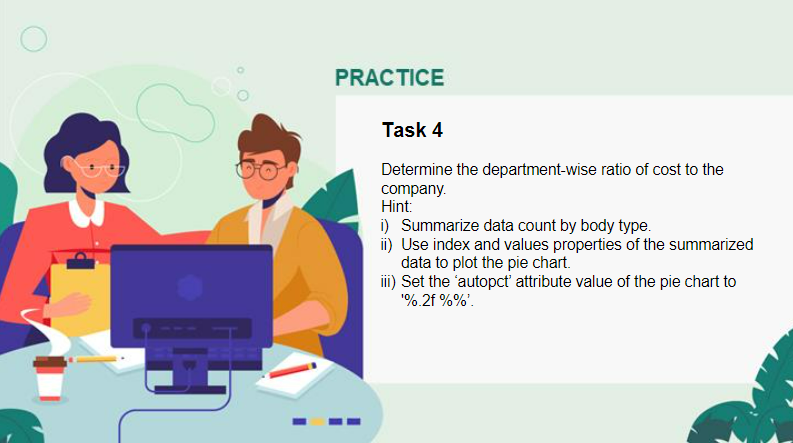 PRACTICE
Task 4
Determine the department-wise ratio of cost to the
company.
Hint:
i) Summarize data count by body type.
ii) Use index and values properties of the summarized
data to plot the pie chart.
iii) Set the ‘autopct’ attribute value of the pie chart to
'%.2f %%’.